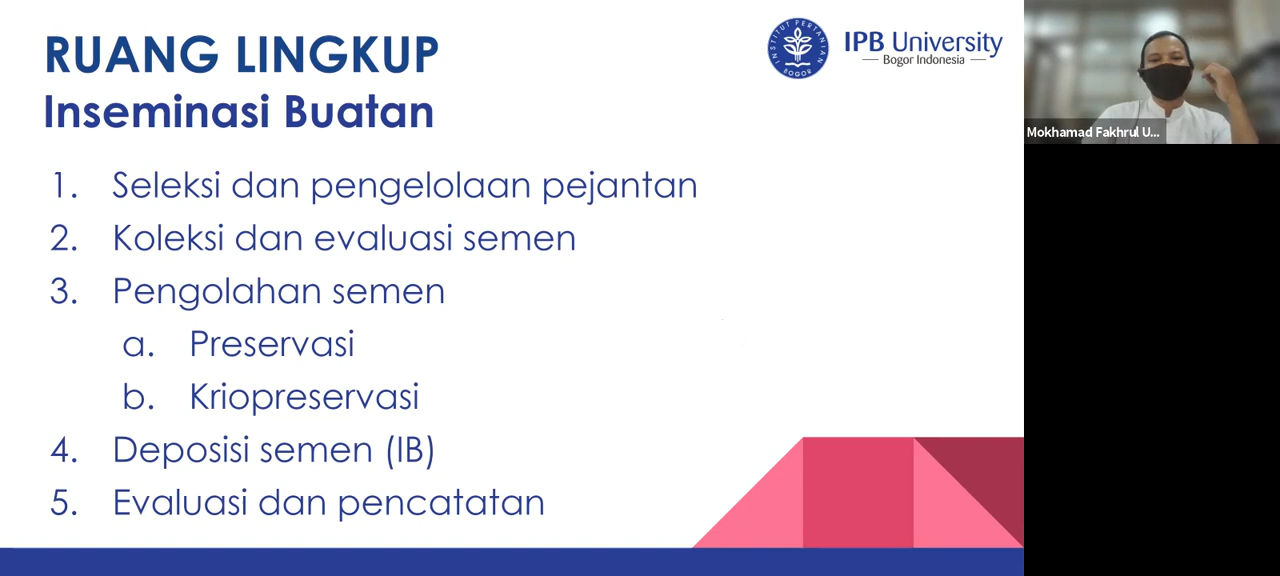 RUANG LINGKUP
Inseminasi Buatan
INSTITUT PERTANIAN BOGOR
IPB University
Bogor Indonesia
Mokhamad Fakhrul U...
1. Seleksi dan pengelolaan pejantan
2. Koleksi dan evaluasi semen
3. Pengolahan semen
a. Preservasi
b. Kriopreservasi
4. Deposisi semen (IB)
5. Evaluasi dan pencatatan